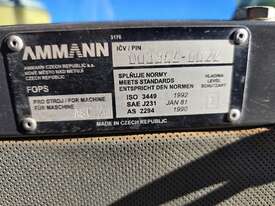 AMMANN
3176
IČV / PIN
AMMANN CZECH REPUBLIC a.s.
NOVÉ MĚSTO NAD METUJÍ
CZECH REPUBLIC
FOPS
SPLŇUJE NORMY
MEETS STANDARDS
ENTSPRICHT DEN NORMEN
HLADINA
LEVEL
PRO STROJ / FOR MACHINE
FÜR MASCHINE
ISO 3449 1992
SAE J231 JAN 81
AS 2294 1990
MADE IN CZECH REPUBLIC